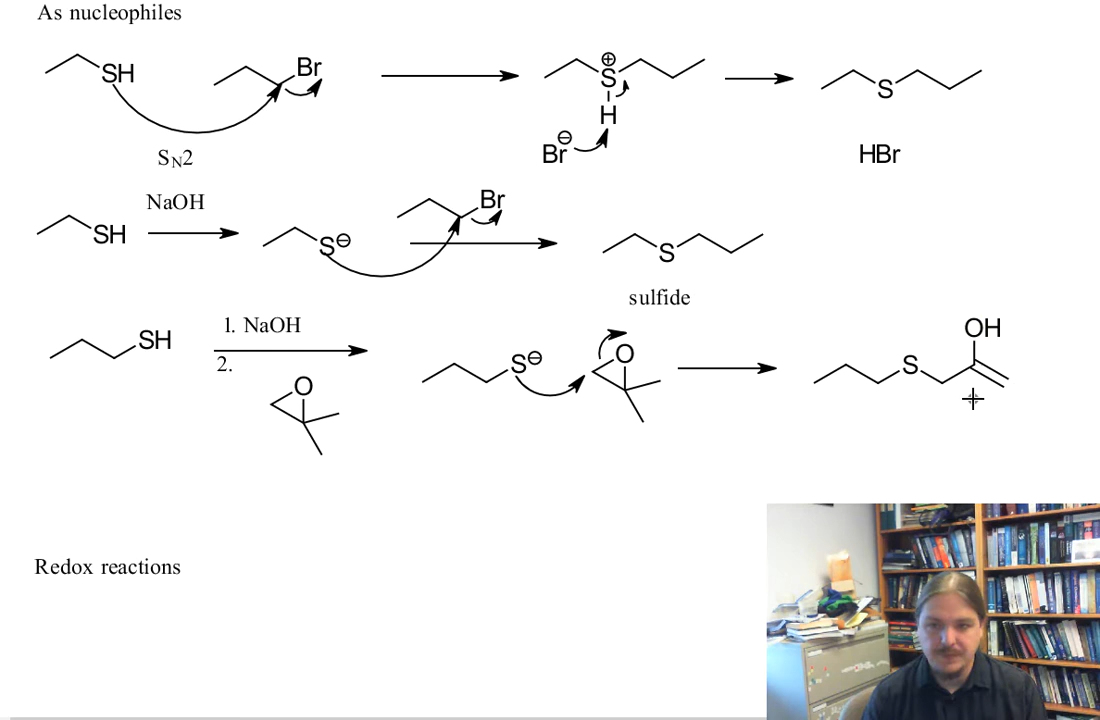 As nucleophiles
SH
Br
⊕
S
H
Br
⊖
S
HBr
SN2
NaOH
SH
S⊖
Br
S
sulfide
SH
1. NaOH
2.
O
S⊖
O
S
OH
Redox reactions